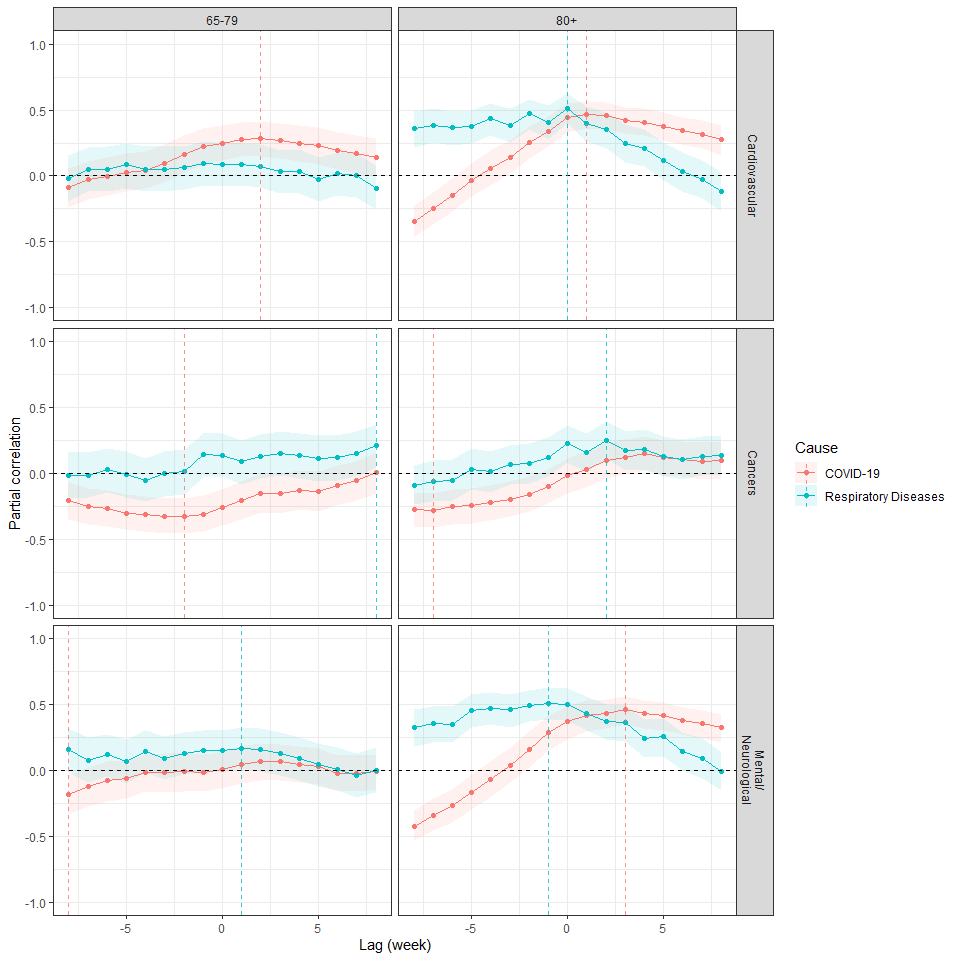 65-79
80+
1.0
0.5
0.0
-0.5
-1.0
Cardiovascular
1.0
0.5
0.0
-0.5
-1.0
Cancers
1.0
0.5
0.0
-0.5
-1.0
Mental/
Neurological
Partial correlation
-5
0
5
-5
0
5
Lag (week)
Cause
COVID-19
Respiratory Diseases